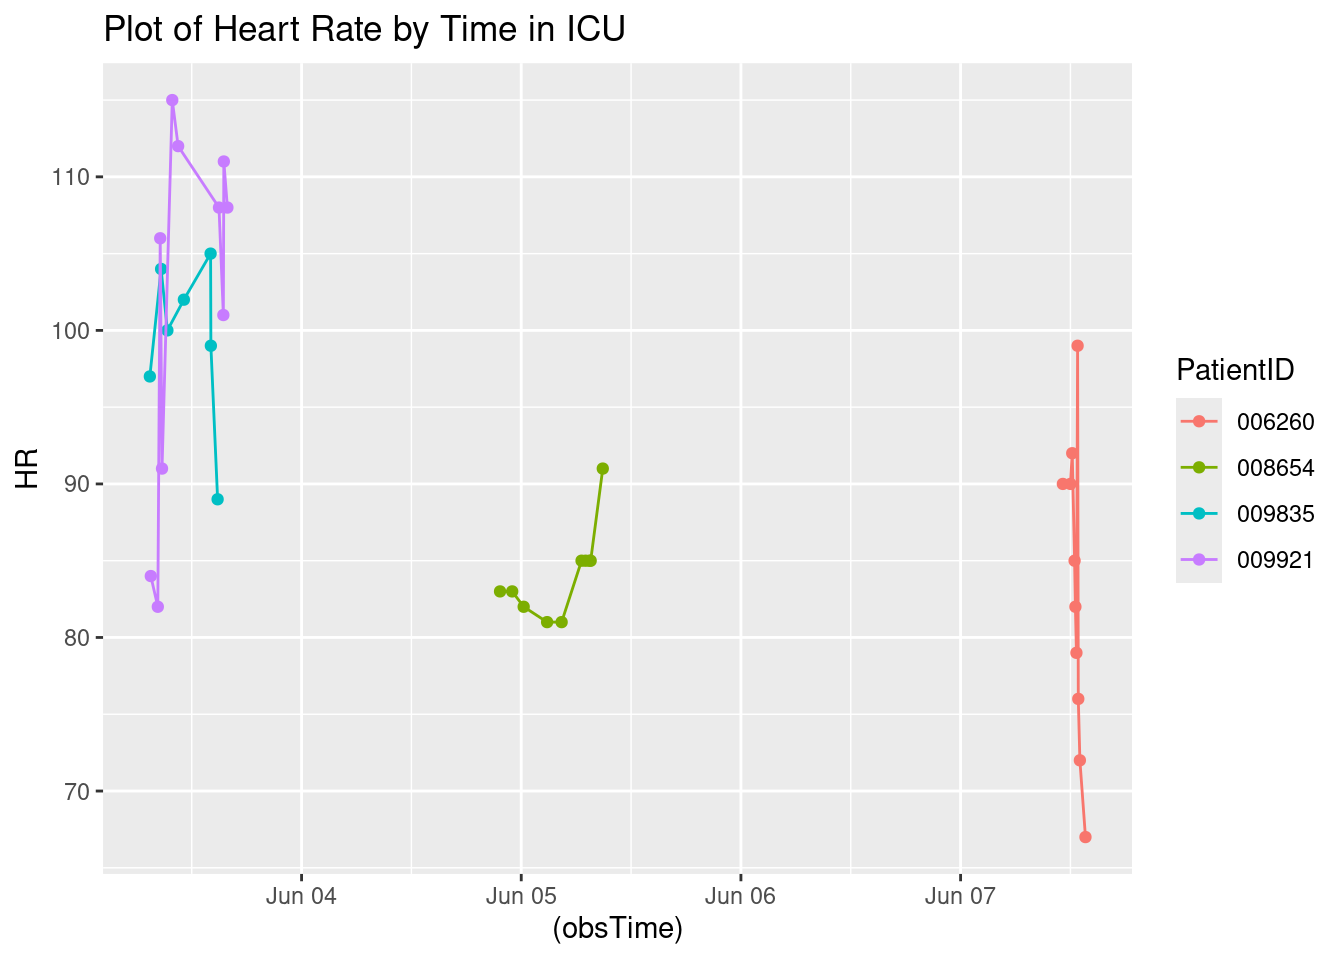 Plot of Heart Rate by Time in ICU
HR
110
100
90
80
70
Jun 04
Jun 05
Jun 06
Jun 07
(obsTime)
PatientID
006260
008654
009835
009921